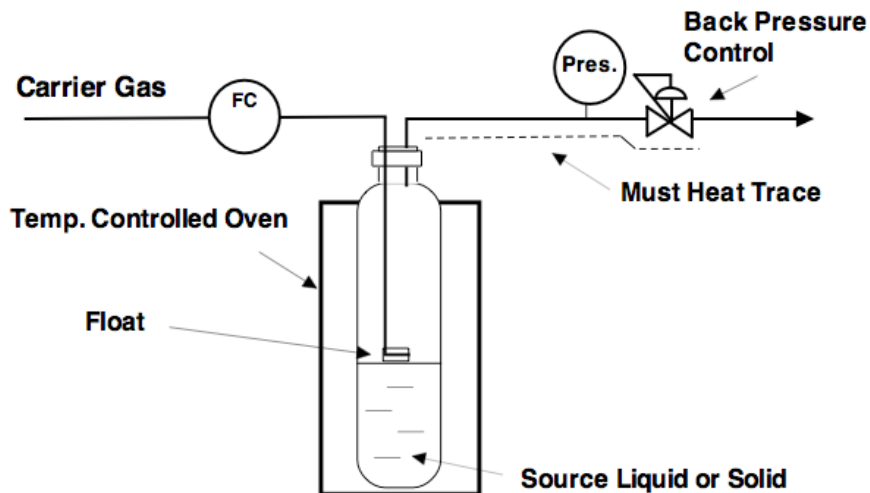 Back Pressure
Control
Pres.
Carrier Gas
FC
Must Heat Trace
Temp. Controlled Oven
Float
Source Liquid or Solid